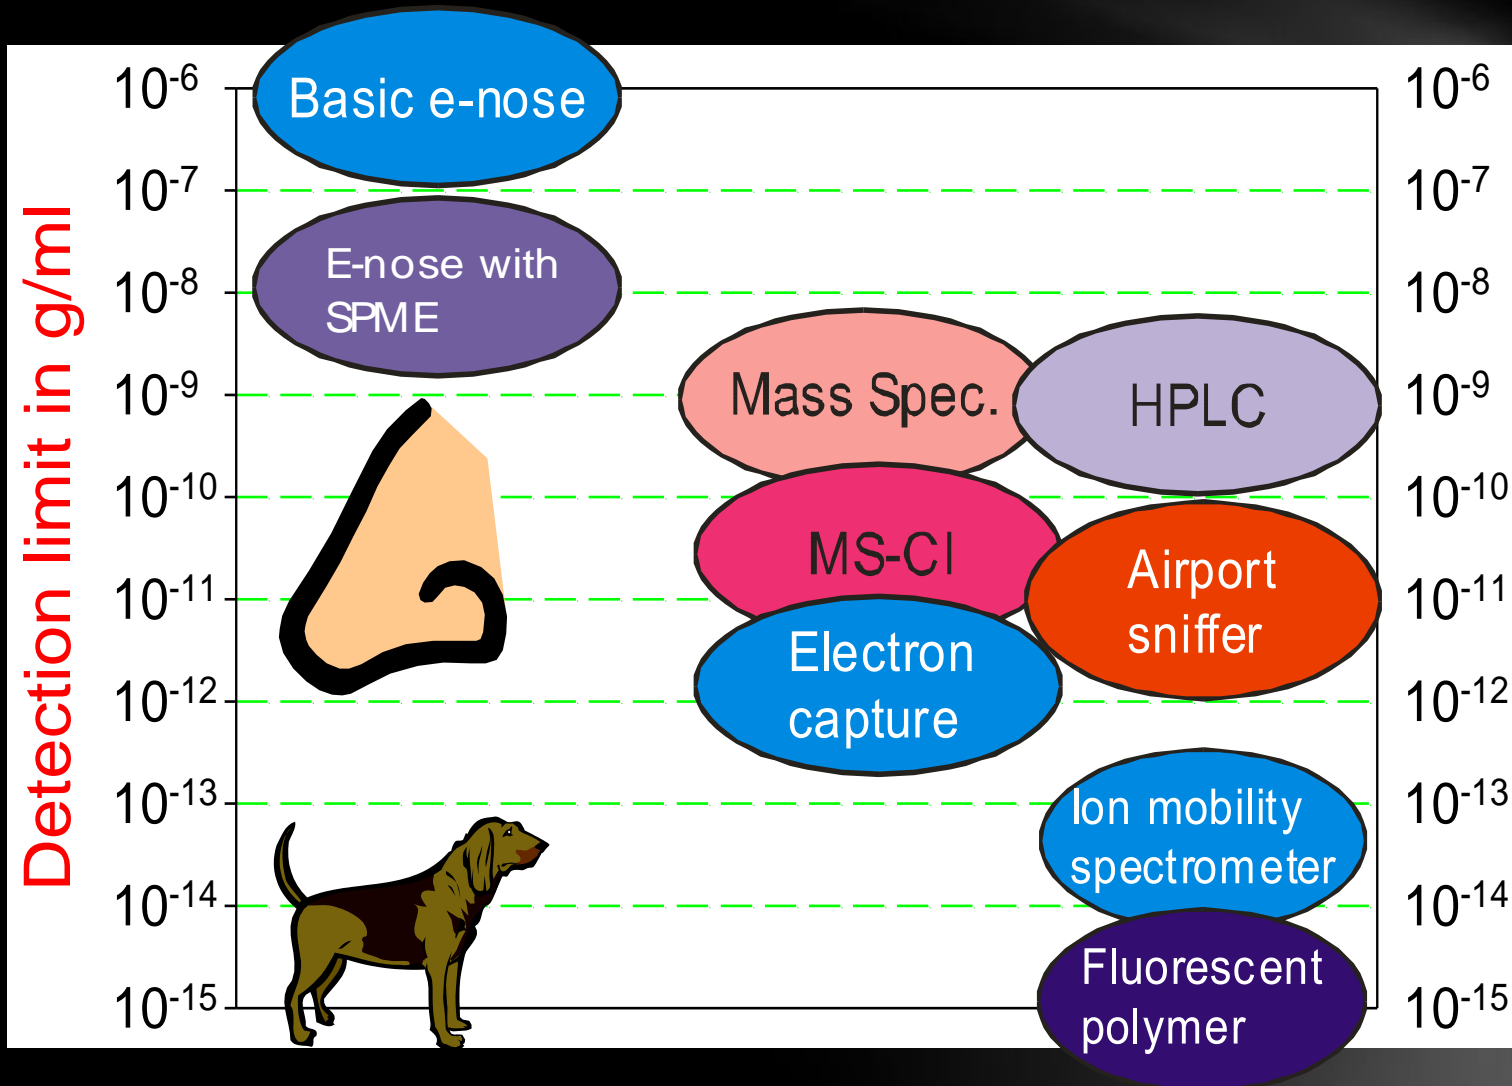 Detection limit in g/ml
10⁻⁶
10⁻⁷
10⁻⁸
10⁻⁹
10⁻¹⁰
10⁻¹¹
10⁻¹²
10⁻¹³
10⁻¹⁴
10⁻¹⁵
Basic e-nose
E-nose with
SPME
Mass Spec.
HPLC
MS-CI
Airport
sniffer
Electron
capture
Ion mobility
spectrometer
Fluorescent
polymer
10⁻⁶
10⁻⁷
10⁻⁸
10⁻⁹
10⁻¹⁰
10⁻¹¹
10⁻¹²
10⁻¹³
10⁻¹⁴
10⁻¹⁵